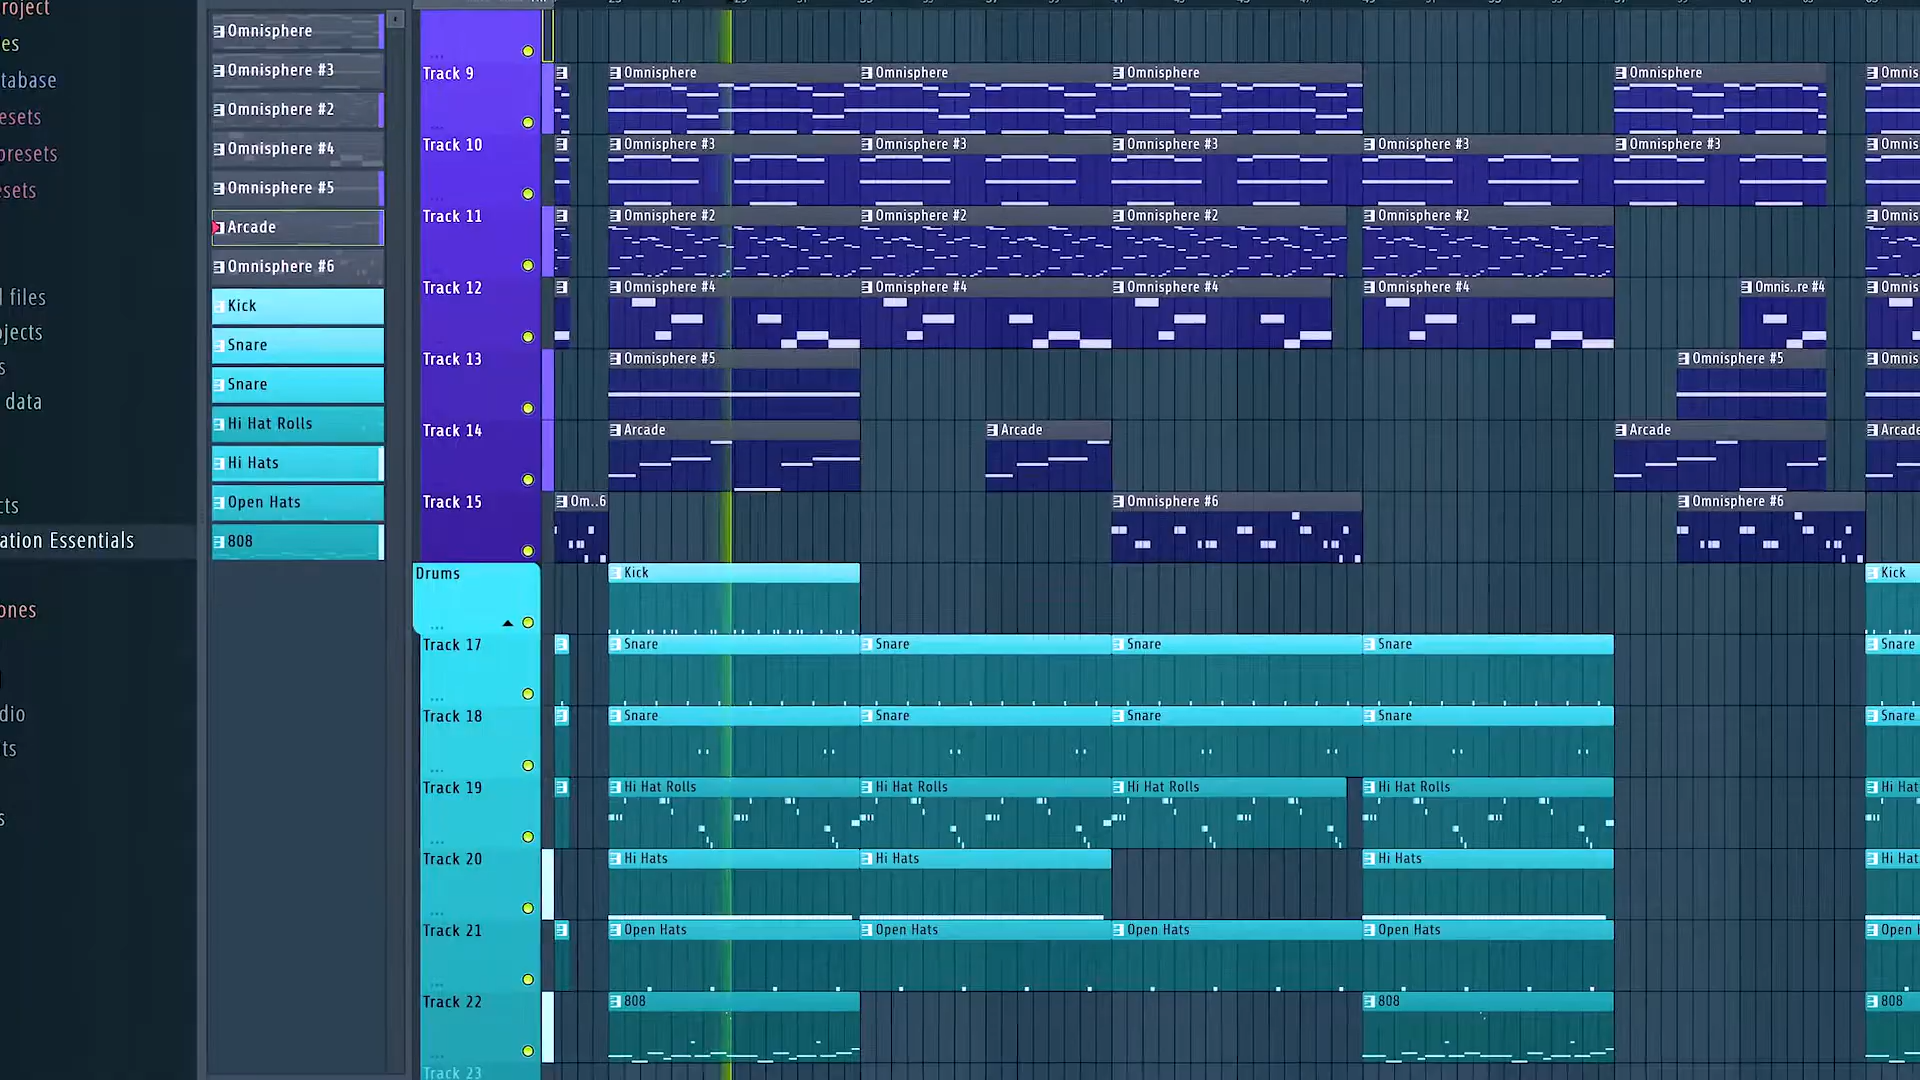 roject
es
tabase
esets
presets
esets
l files
ojects
s
data
cts
ation Essentials
ones
dio
ts
s
Omnisphere
Omnisphere #3
Omnisphere #2
Omnisphere #4
Omnisphere #5
Arcade
Omnisphere #6
Kick
Snare
Snare
Hi Hat Rolls
Hi Hats
Open Hats
808
Track 9 Omnisphere Omnisphere Omnisphere Omnisphere Omnis
Track 10 Omnisphere #3 Omnisphere #3 Omnisphere #3 Omnisphere #3 Omnisphere #3 Omnis
Track 11 Omnisphere #2 Omnisphere #2 Omnisphere #2 Omnisphere #2 Omnis
Track 12 Omnisphere #4 Omnisphere #4 Omnisphere #4 Omnisphere #4 Omnis..re #4 Omnis
Track 13 Omnisphere #5 Omnisphere #5 Omnis
Track 14 Arcade Arcade Arcade Arcade
Track 15 Om..6 Omnisphere #6 Omnisphere #6
Drums Kick Kick
Track 17 Snare Snare Snare Snare Snare
Track 18 Snare Snare Snare Snare Snare
Track 19 Hi Hat Rolls Hi Hat Rolls Hi Hat Rolls Hi Hat Rolls Hi Hat
Track 20 Hi Hats Hi Hats Hi Hats Hi Hat
Track 21 Open Hats Open Hats Open Hats Open Hats Open H
Track 22 808 808 808
Track 23